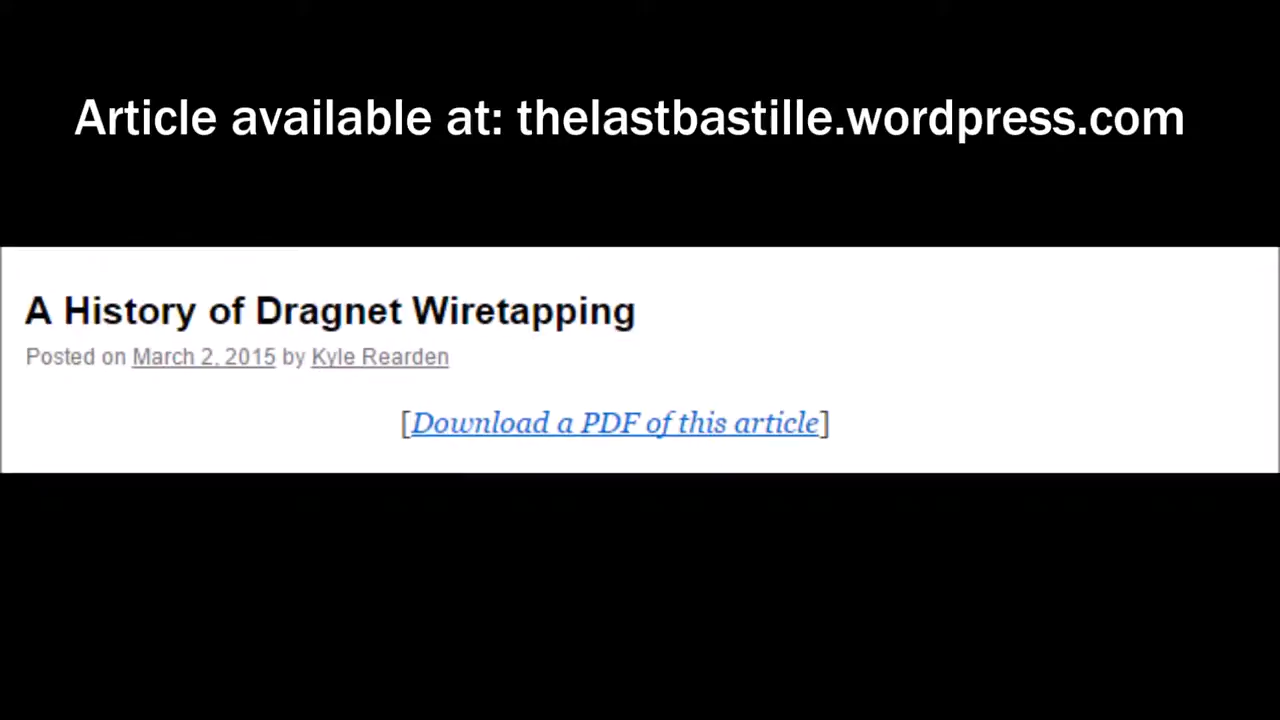 Article available at: thelastbastille.wordpress.com
A History of Dragnet Wiretapping
Posted on March 2, 2015 by Kyle Rearden
[Download a PDF of this article]